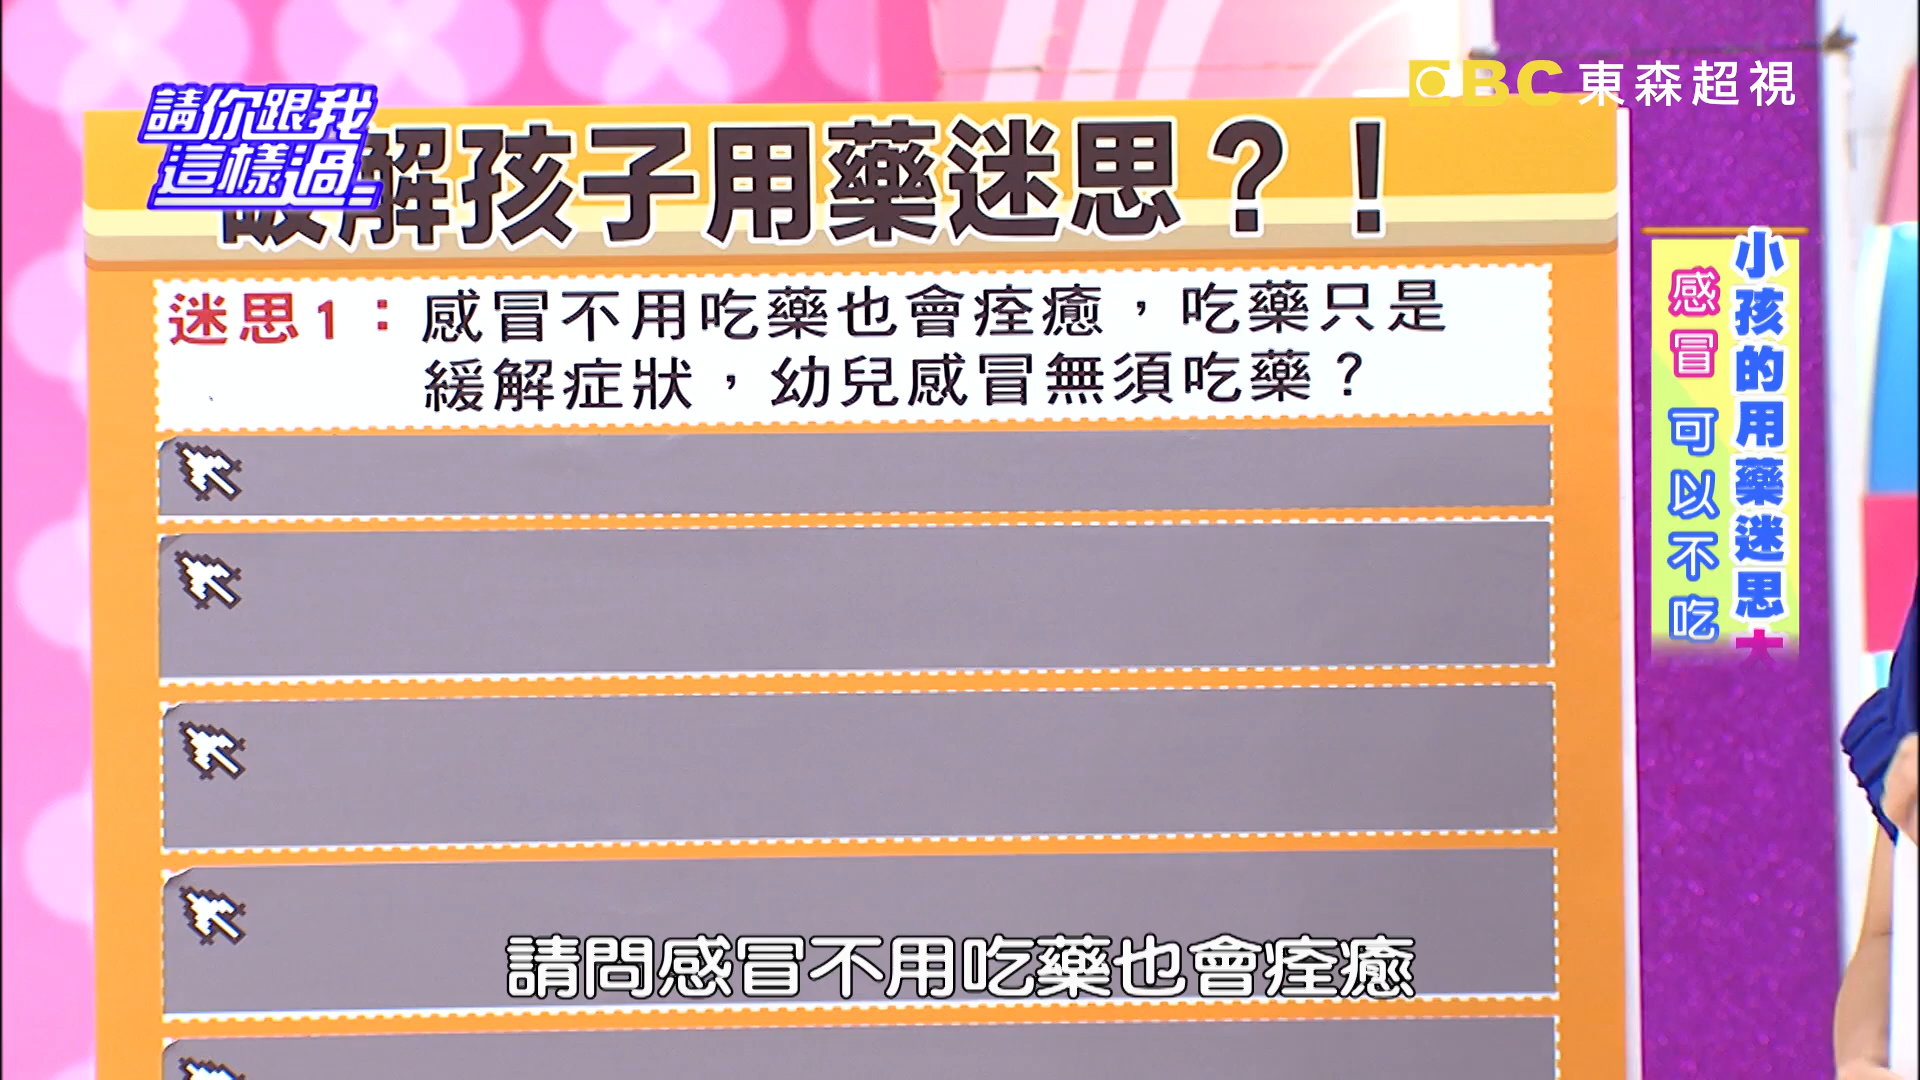 請你跟我
這樣過
EBC 東森超視
破解孩子用藥迷思?!
迷思1：感冒不用吃藥也會痊癒，吃藥只是
緩解症狀，幼兒感冒無須吃藥？
小孩的用藥迷思大
感冒 可以不吃
請問感冒不用吃藥也會痊癒